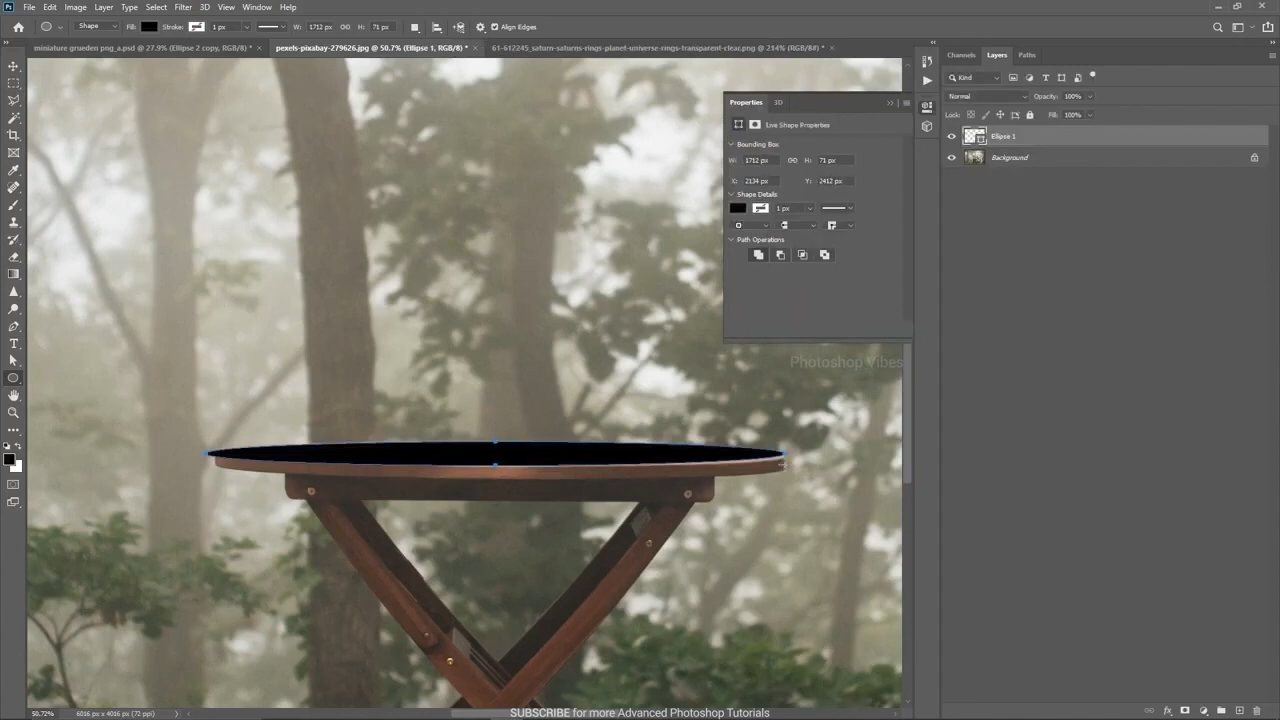 File Edit Image Layer Type Select Filter 3D View Window Help
Shape Fill: Stroke: 1 px W: 1712 px H: 71 px Align Edges
miniature grueden png_a.psd @ 27.9% (Ellipse 2 copy, RGB/8) * ×
pexels-pixabay-279626.jpg @ 50.7% (Ellipse 1, RGB/8) * ×
61-612245_saturn-saturns-rings-planet-universe-rings-transparent-clear.png @ 214% (RGB/8#) * ×
Channels Layers Paths
Kind
Normal Opacity: 100%
Lock: Fill: 100%
Ellipse 1
Background
Properties 3D
Live Shape Properties
Bounding Box
W: 1712 px H: 71 px
X: 2134 px Y: 2412 px
Shape Details
1 px
Path Operations
Photoshop Vibes
50.72% 6016 px x 4016 px (72 ppi)
SUBSCRIBE for more Advanced Photoshop Tutorials